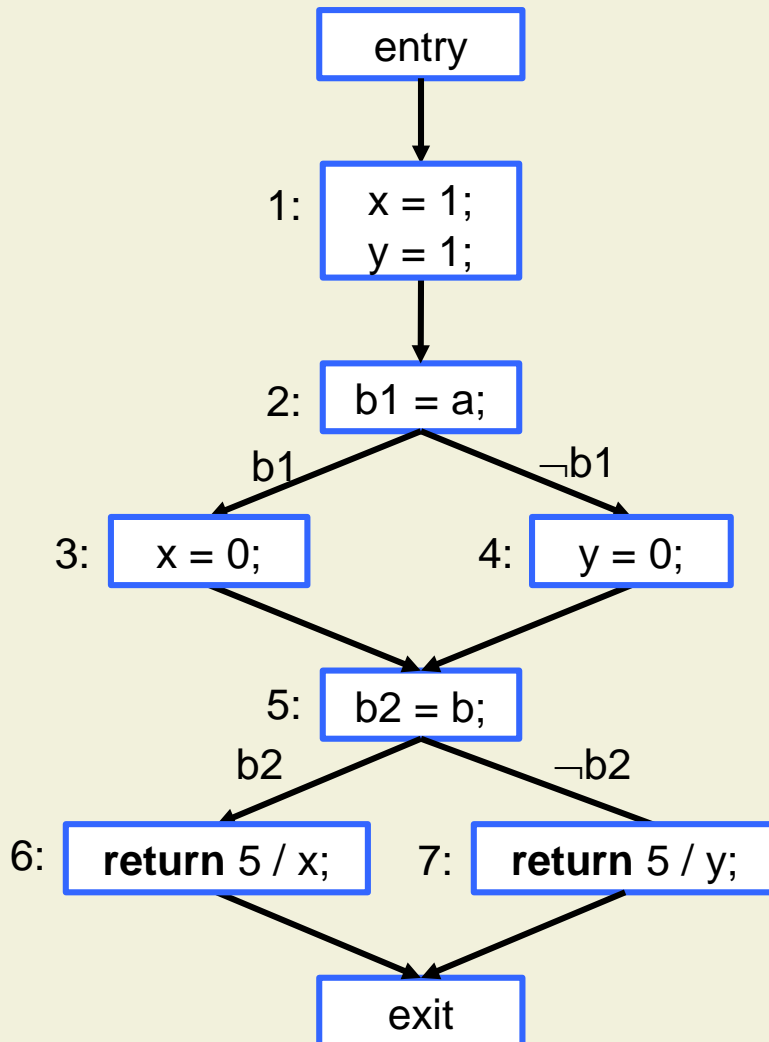 entry
1:
x = 1;
y = 1;
2:
b1 = a;
b1
¬b1
3:
x = 0;
4:
y = 0;
5:
b2 = b;
b2
¬b2
6:
return 5 / x;
7:
return 5 / y;
exit